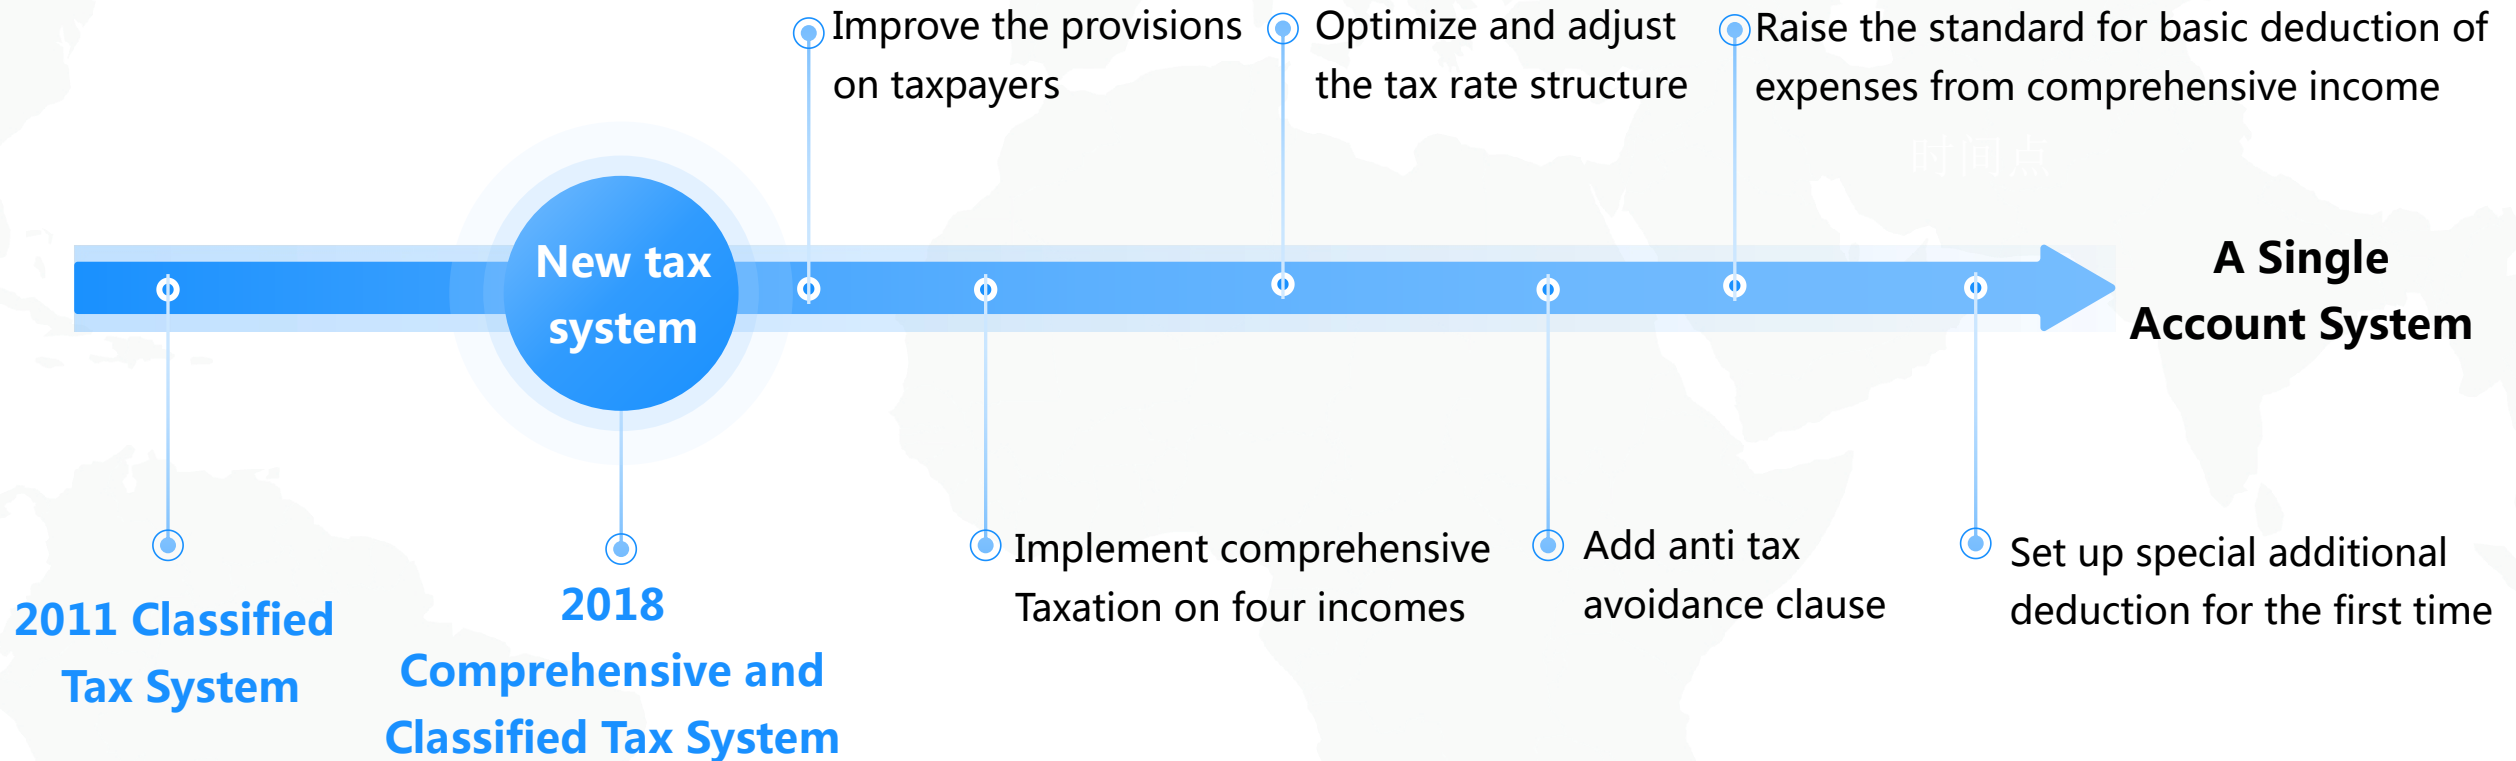 Improve the provisions
on taxpayers
Optimize and adjust
the tax rate structure
Raise the standard for basic deduction of
expenses from comprehensive income
时间点
New tax
system
A Single
Account System
2011 Classified
Tax System
2018
Comprehensive and
Classified Tax System
Implement comprehensive
Taxation on four incomes
Add anti tax
avoidance clause
Set up special additional
deduction for the first time